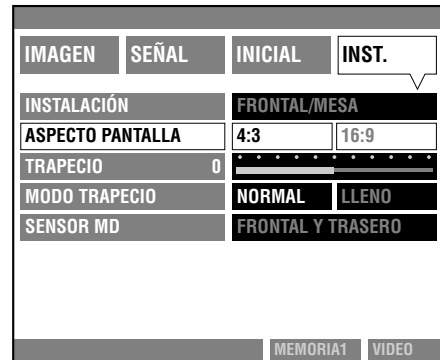 IMAGEN SEÑAL INICIAL INST.
INSTALACIÓN FRONTAL/MESA
ASPECTO PANTALLA 4:3 16:9
TRAPECIO 0
MODO TRAPECIO NORMAL LLENO
SENSOR MD FRONTAL Y TRASERO
MEMORIA1 VIDEO